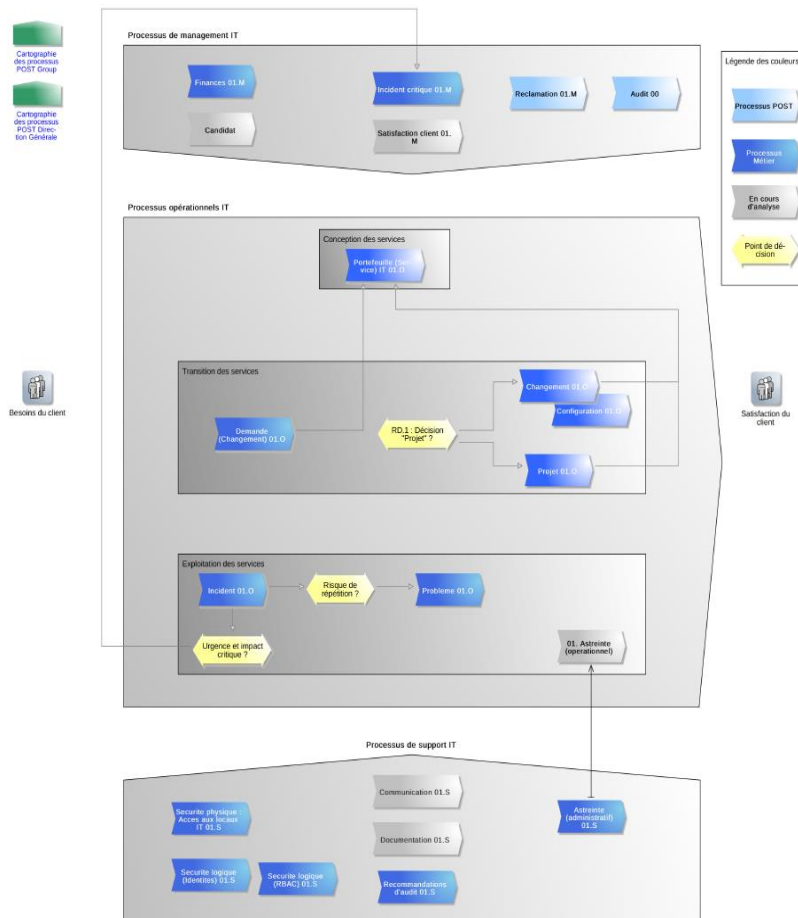 Cartographie
des processus
POST Group
Cartographie
des processus
POST Direc-
tion Générale
Processus de management IT
Finances 01.M
Incident critique 01.M
Reclamation 01.M
Audit 00
Candidat
Satisfaction client 01.
M
Légende des couleurs
Processus POST
Processus
Métier
En cours
d'analyse
Point de dé-
cision
Processus opérationnels IT
Conception des services
Portefeuille (Ser-
vice) IT 01.O
Transition des services
Changement 01.O
Configuration 01.O
Demande
(Changement) 01.O
RD.1 : Décision
"Projet" ?
Projet 01.O
Besoins du client
Satisfaction du
client
Exploitation des services
Incident 01.O
Risque de
répétition ?
Probleme 01.O
Urgence et impact
critique ?
01. Astreinte
(operationnel)
Processus de support IT
Communication 01.S
Securite physique :
Acces aux locaux
IT 01.S
Astreinte
(administratif)
01.S
Documentation 01.S
Securite logique
(Identites) 01.S
Securite logique
(RBAC) 01.S
Recommandations
d'audit 01.S